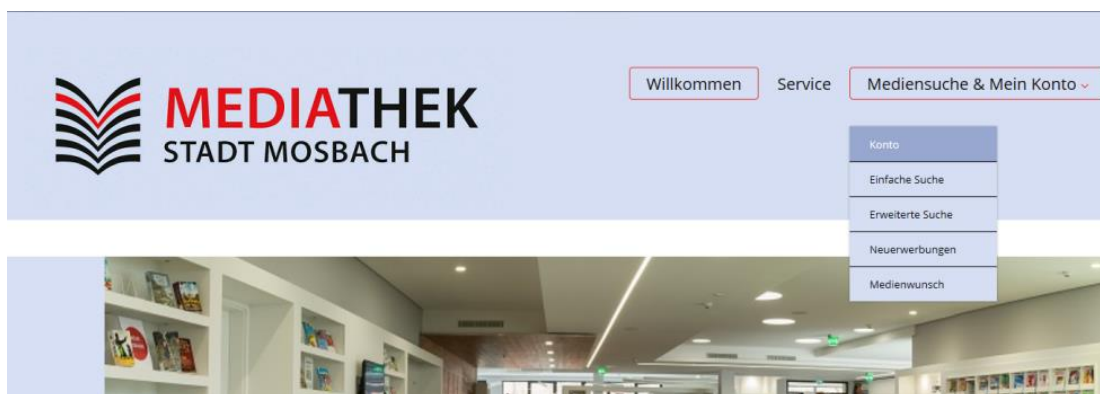 Willkommen Service Mediensuche & Mein Konto
MEDIATHEK
STADT MOSBACH
Konto
Einfache Suche
Erweiterte Suche
Neuerwerbungen
Medienwunsch